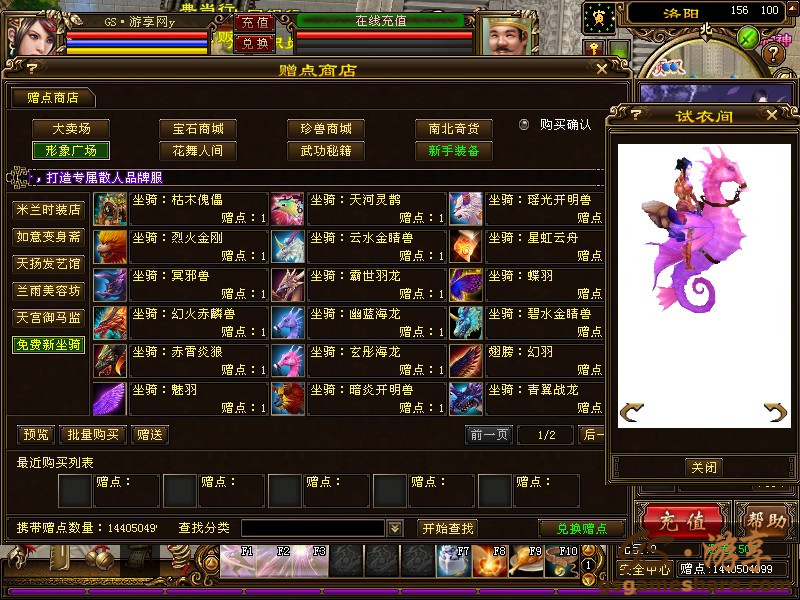 GS·游享网y
充值
兑换
在线充值
寅
洛阳
156 100
北
赠点商店
赠点商店
大卖场
宝石商城
珍兽商城
南北奇货
购买确认
形象广场
花舞人间
武功秘籍
新手装备
，打造专属散人品牌服
米兰时装店
如意变身斋
天扬发艺馆
兰雨美容坊
天宫御马监
免费新坐骑
坐骑：枯木傀儡
赠点：1
坐骑：天河灵鹊
赠点：1
坐骑：瑶光开明兽
赠点
坐骑：烈火金刚
赠点：1
坐骑：云水金睛兽
赠点：1
坐骑：星虹云舟
赠点
坐骑：冥邪兽
赠点：1
坐骑：霸世羽龙
赠点：1
坐骑：蝶羽
赠点
坐骑：幻火赤麟兽
赠点：1
坐骑：幽蓝海龙
赠点：1
坐骑：碧水金睛兽
赠点
坐骑：赤霄炎狼
赠点：1
坐骑：玄彤海龙
赠点：1
翅膀：幻羽
赠点
坐骑：魅羽
赠点：1
坐骑：暗炎开明兽
赠点：1
坐骑：青翼战龙
赠点
预览
批量购买
赠送
前一页
1/2
后一
最近购买列表
赠点：
赠点：
赠点：
赠点：
赠点：
携带赠点数量：14405049
查找分类
开始查找
兑换赠点
试衣间
关闭
充值
帮助
F1
F2
F3
F7
F8
F9
F10
1
安全中心
赠点:1440504099
gsgameshare.com